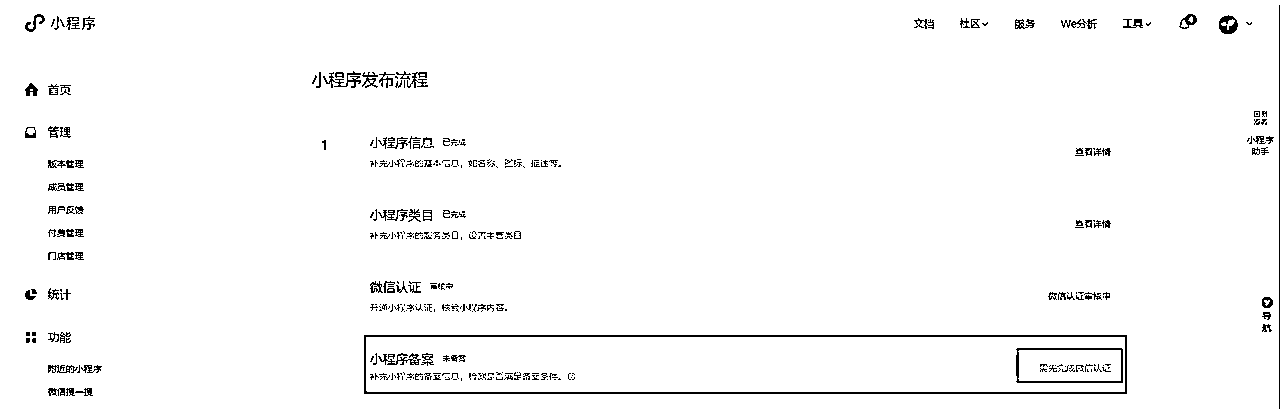 小程序
文档 社区 服务 We分析 工具
首页
管理
版本管理
成员管理
用户反馈
付费管理
门店管理
统计
功能
附近的小程序
微信搜一搜
小程序发布流程
1
小程序信息 已完成
补充小程序的基本信息，如名称、图标、描述等。
查看详情
小程序类目 已完成
补充小程序的服务类目，设置主营类目
查看详情
微信认证 审核中
开通小程序认证，核验小程序内容。
微信认证审核中
小程序备案 未备案
补充小程序的备案信息，检测是否满足备案条件。
需先完成微信认证
小程序
助手
导
航